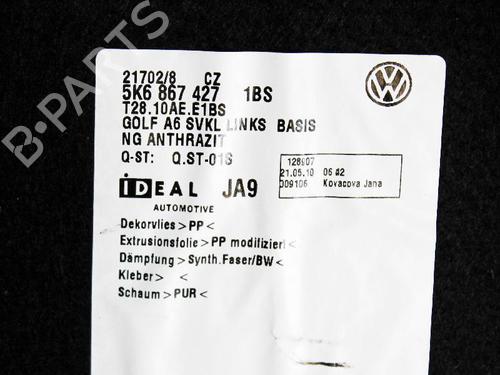 B-PARTS
21702/8 CZ
5K6 867 427 1BS
T28.10AE.E1BS
GOLF A6 SVKL LINKS BASIS
NG ANTHRAZIT
Q-ST: Q.ST-01S
128907
21.05.10 06:42
009106 Kovacova Jana
iDEAL JA9
AUTOMOTIVE
Dekorvlies>PP<
Extrusionsfolie>PP modifiziert<
Dämpfung>Synth.Faser/BW<
Kleber> <
Schaum>PUR<